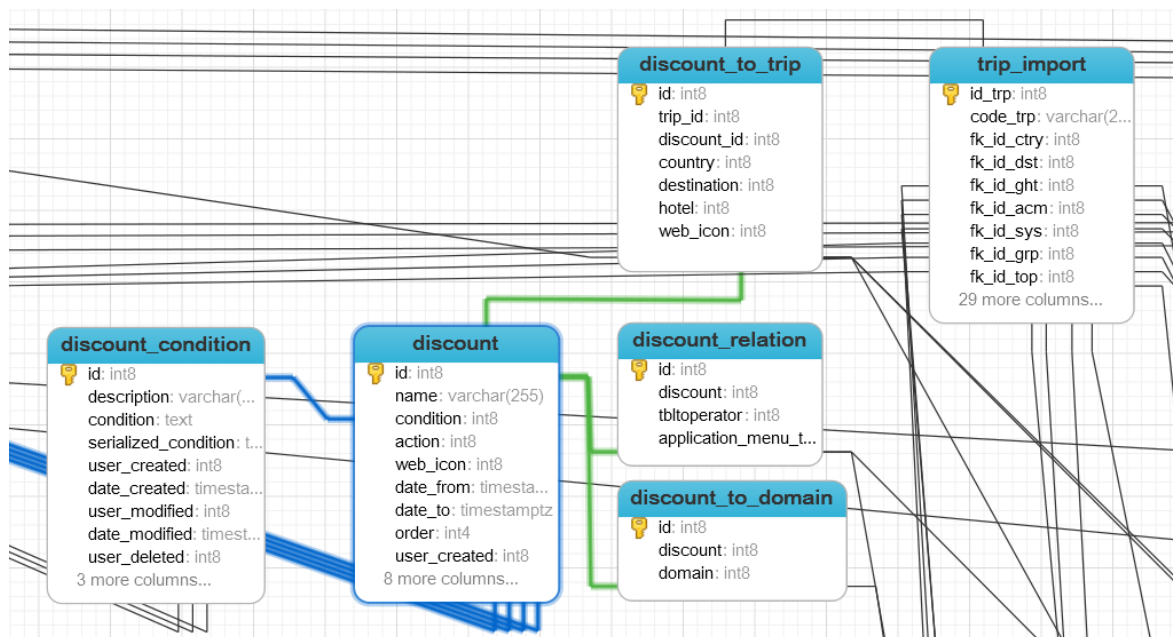 discount_to_trip
id: int8
trip_id: int8
discount_id: int8
country: int8
destination: int8
hotel: int8
web_icon: int8
trip_import
id_trp: int8
code_trp: varchar(2...
fk_id_ctry: int8
fk_id_dst: int8
fk_id_ght: int8
fk_id_acm: int8
fk_id_sys: int8
fk_id_grp: int8
fk_id_top: int8
29 more columns...
discount_condition
id: int8
description: varchar(...
condition: text
serialized_condition: t...
user_created: int8
date_created: timesta...
user_modified: int8
date_modified: timest...
user_deleted: int8
3 more columns...
discount
id: int8
name: varchar(255)
condition: int8
action: int8
web_icon: int8
date_from: timesta...
date_to: timestamptz
order: int4
user_created: int8
8 more columns...
discount_relation
id: int8
discount: int8
tbltoperator: int8
application_menu_t...
discount_to_domain
id: int8
discount: int8
domain: int8